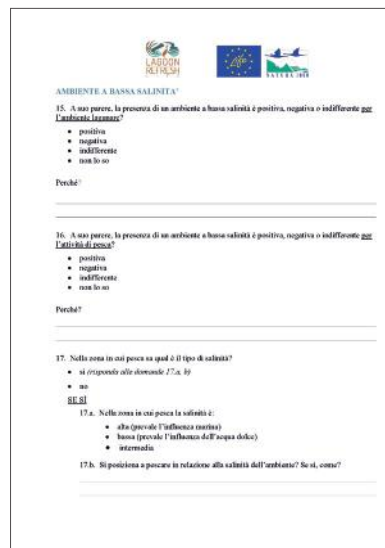 LAGOON
REFRESH
Life
NATURA 2000
AMBIENTE A BASSA SALINITA'
15. A suo parere, la presenza di un ambiente a bassa salinità è positiva, negativa o indifferente per
l'ambiente lagunare?
• positiva
• negativa
• indifferente
• non lo so
Perché?
16. A suo parere, la presenza di un ambiente a bassa salinità è positiva, negativa o indifferente per
l'attività di pesca?
• positiva
• negativa
• indifferente
• non lo so
Perché?
17. Nella zona in cui pesca sa qual è il tipo di salinità?
• si (risponda alle domande 17.a, b)
• no
SE SÌ
17.a. Nella zona in cui pesca la salinità è:
• alta (prevale l'influenza marina)
• bassa (prevale l'influenza dell'acqua dolce)
• intermedia
17.b. Si posiziona a pescare in relazione alla salinità dell'ambiente? Se si, come?